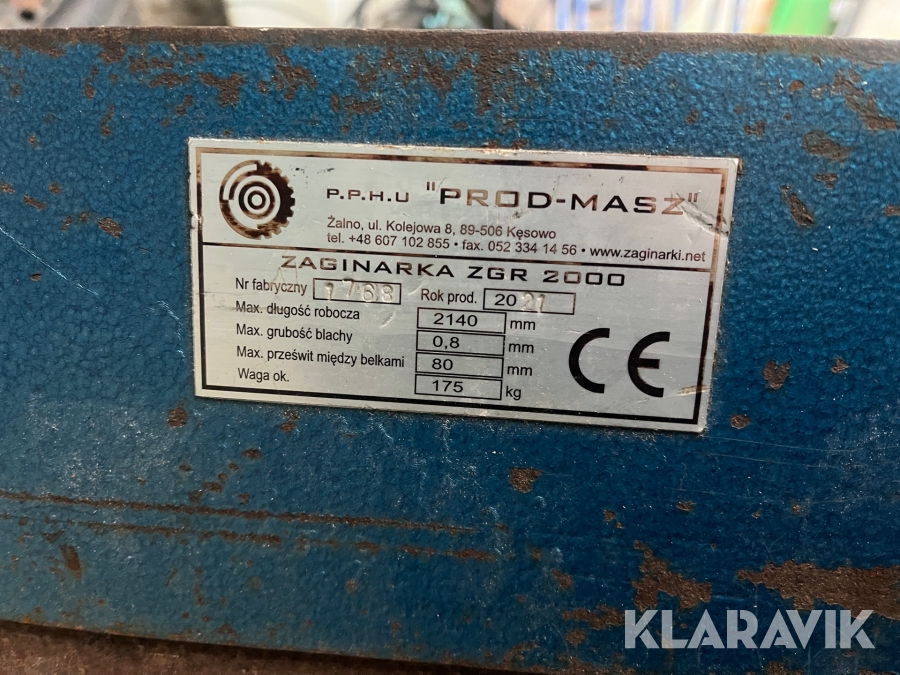 P.P.H.U "PROD-MASZ"
Żalno, ul. Kolejowa 8, 89-506 Kęsowo
tel. +48 607 102 855 • fax. 052 334 14 56 • www.zaginarki.net
ZAGINARKA ZGR 2000
Nr fabryczny 1768 Rok prod. 2021
Max. długość robocza 2140 mm
Max. grubość blachy 0,8 mm
Max. prześwit między belkami 80 mm
Waga ok. 175 kg
CE
KLARAVIK